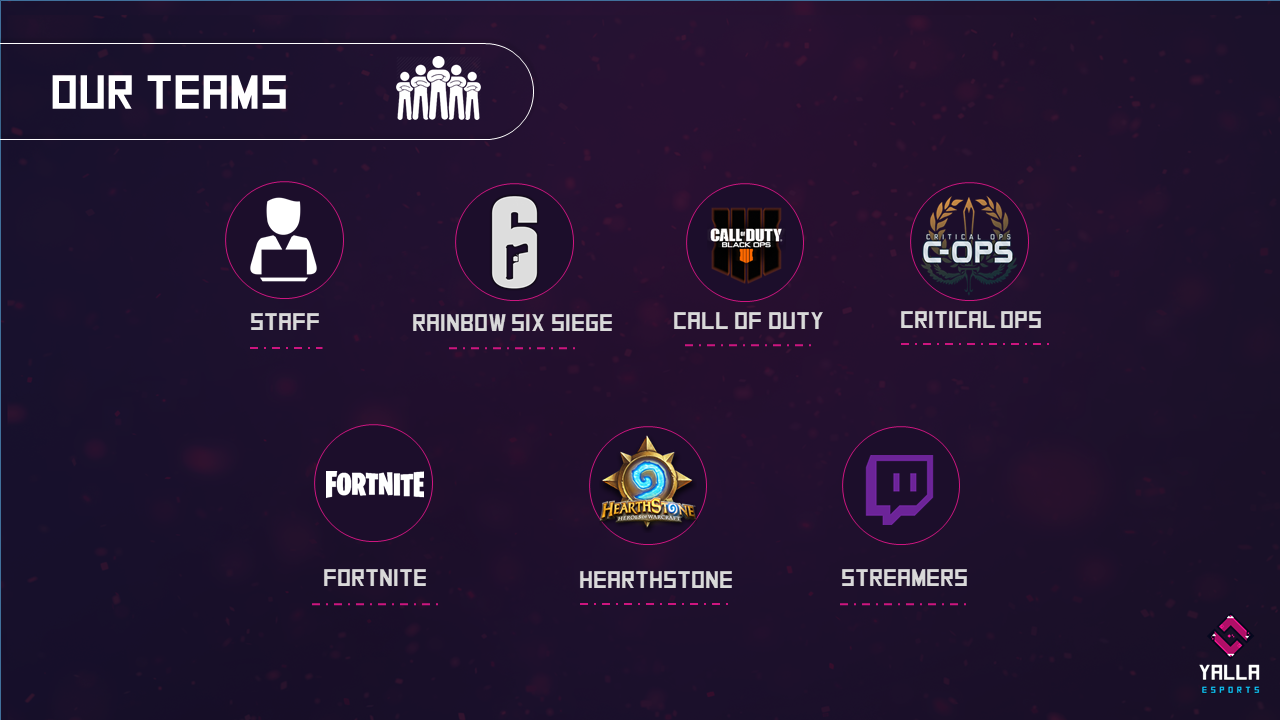 OUR TEAMS
CALL OF DUTY
BLACK OPS
CRITICAL OPS
C-OPS
STAFF
RAINBOW SIX SIEGE
CALL OF DUTY
CRITICAL OPS
FORTNITE
HEARTHSTONE
HEROES OF WARCRAFT
FORTNITE
HEARTHSTONE
STREAMERS
YALLA
ESPORTS